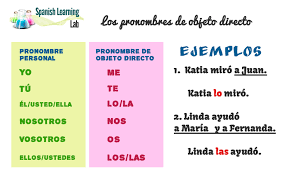 Spanish Learning
Lab
Los pronombres de objeto directo
PRONOMBRE
PERSONAL
PRONOMBRE DE
OBJETO DIRECTO
YO ME
TÚ TE
ÉL/USTED/ELLA LO/LA
NOSOTROS NOS
VOSOTROS OS
ELLOS/USTEDES LOS/LAS
EJEMPLOS
1. Katia miró a Juan.
Katia lo miró.
2. Linda ayudó
a María y a Fernanda.
Linda las ayudó.